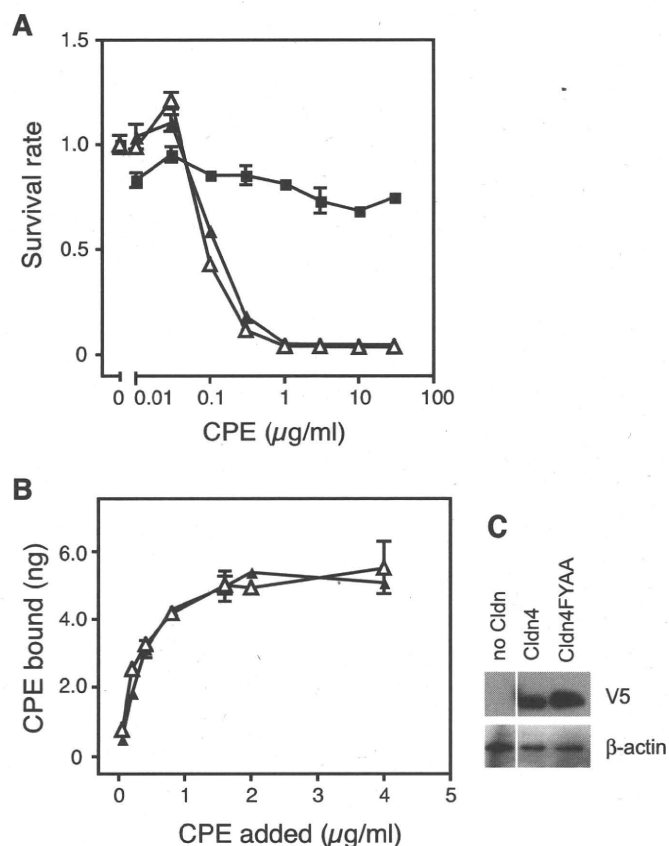 A
1.5
1.0
0.5
0
Survival rate
0 0.01 0.1 1 10 100
CPE (µg/ml)
B
6.0
4.0
2.0
0
CPE bound (ng)
0 1 2 3 4 5
CPE added (µg/ml)
C
no Cldn
Cldn4
Cldn4FYAA
V5
β-actin